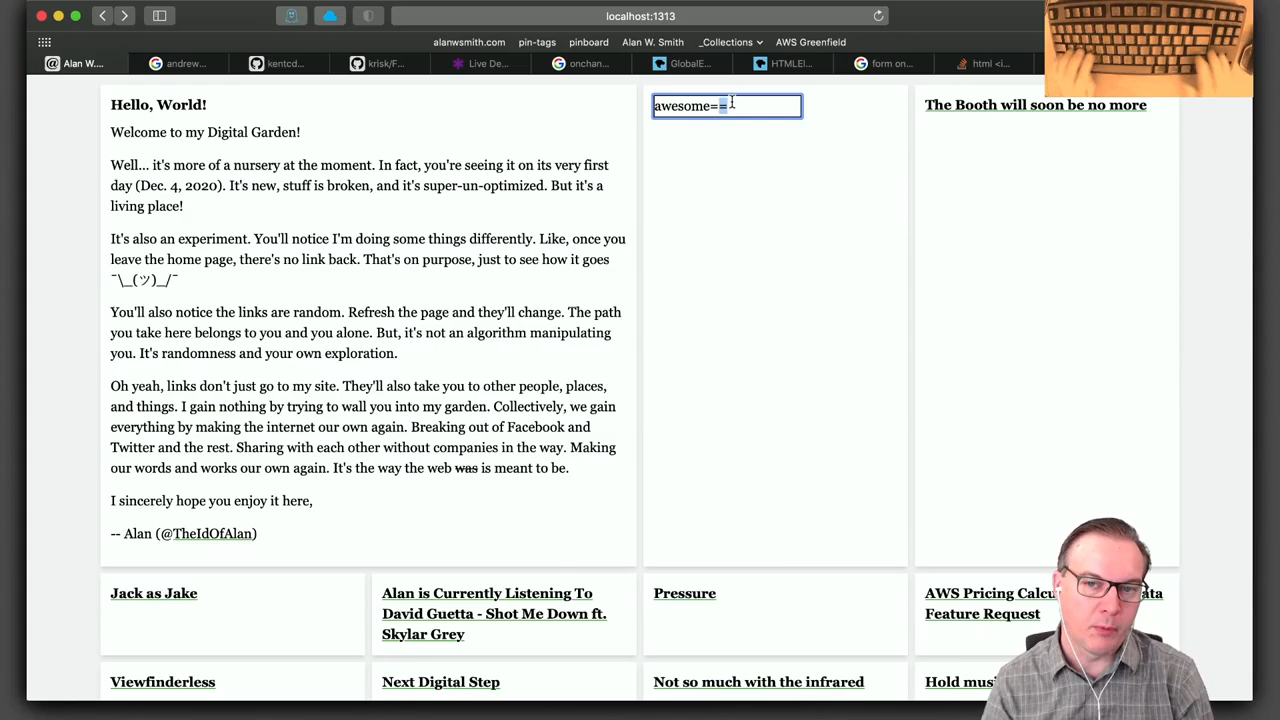 localhost:1313
alanwsmith.com pin-tags pinboard Alan W. Smith _Collections AWS Greenfield
Alan W.... andrew... kentcd... krisk/F... Live De... onchan... GlobalE... HTMLEl... form on... html <i...
Hello, World!
Welcome to my Digital Garden!
Well... it's more of a nursery at the moment. In fact, you're seeing it on its very first
day (Dec. 4, 2020). It's new, stuff is broken, and it's super-un-optimized. But it's a
living place!
It's also an experiment. You'll notice I'm doing some things differently. Like, once you
leave the home page, there's no link back. That's on purpose, just to see how it goes
¯\_(ツ)_/¯
You'll also notice the links are random. Refresh the page and they'll change. The path
you take here belongs to you and you alone. But, it's not an algorithm manipulating
you. It's randomness and your own exploration.
Oh yeah, links don't just go to my site. They'll also take you to other people, places,
and things. I gain nothing by trying to wall you into my garden. Collectively, we gain
everything by making the internet our own again. Breaking out of Facebook and
Twitter and the rest. Sharing with each other without companies in the way. Making
our words and works our own again. It's the way the web was is meant to be.
I sincerely hope you enjoy it here,
-- Alan (@TheIdOfAlan)
awesome==
The Booth will soon be no more
Jack as Jake
Alan is Currently Listening To
David Guetta - Shot Me Down ft.
Skylar Grey
Pressure
AWS Pricing
Feature Request
Viewfinderless
Next Digital Step
Not so much with the infrared
Hold